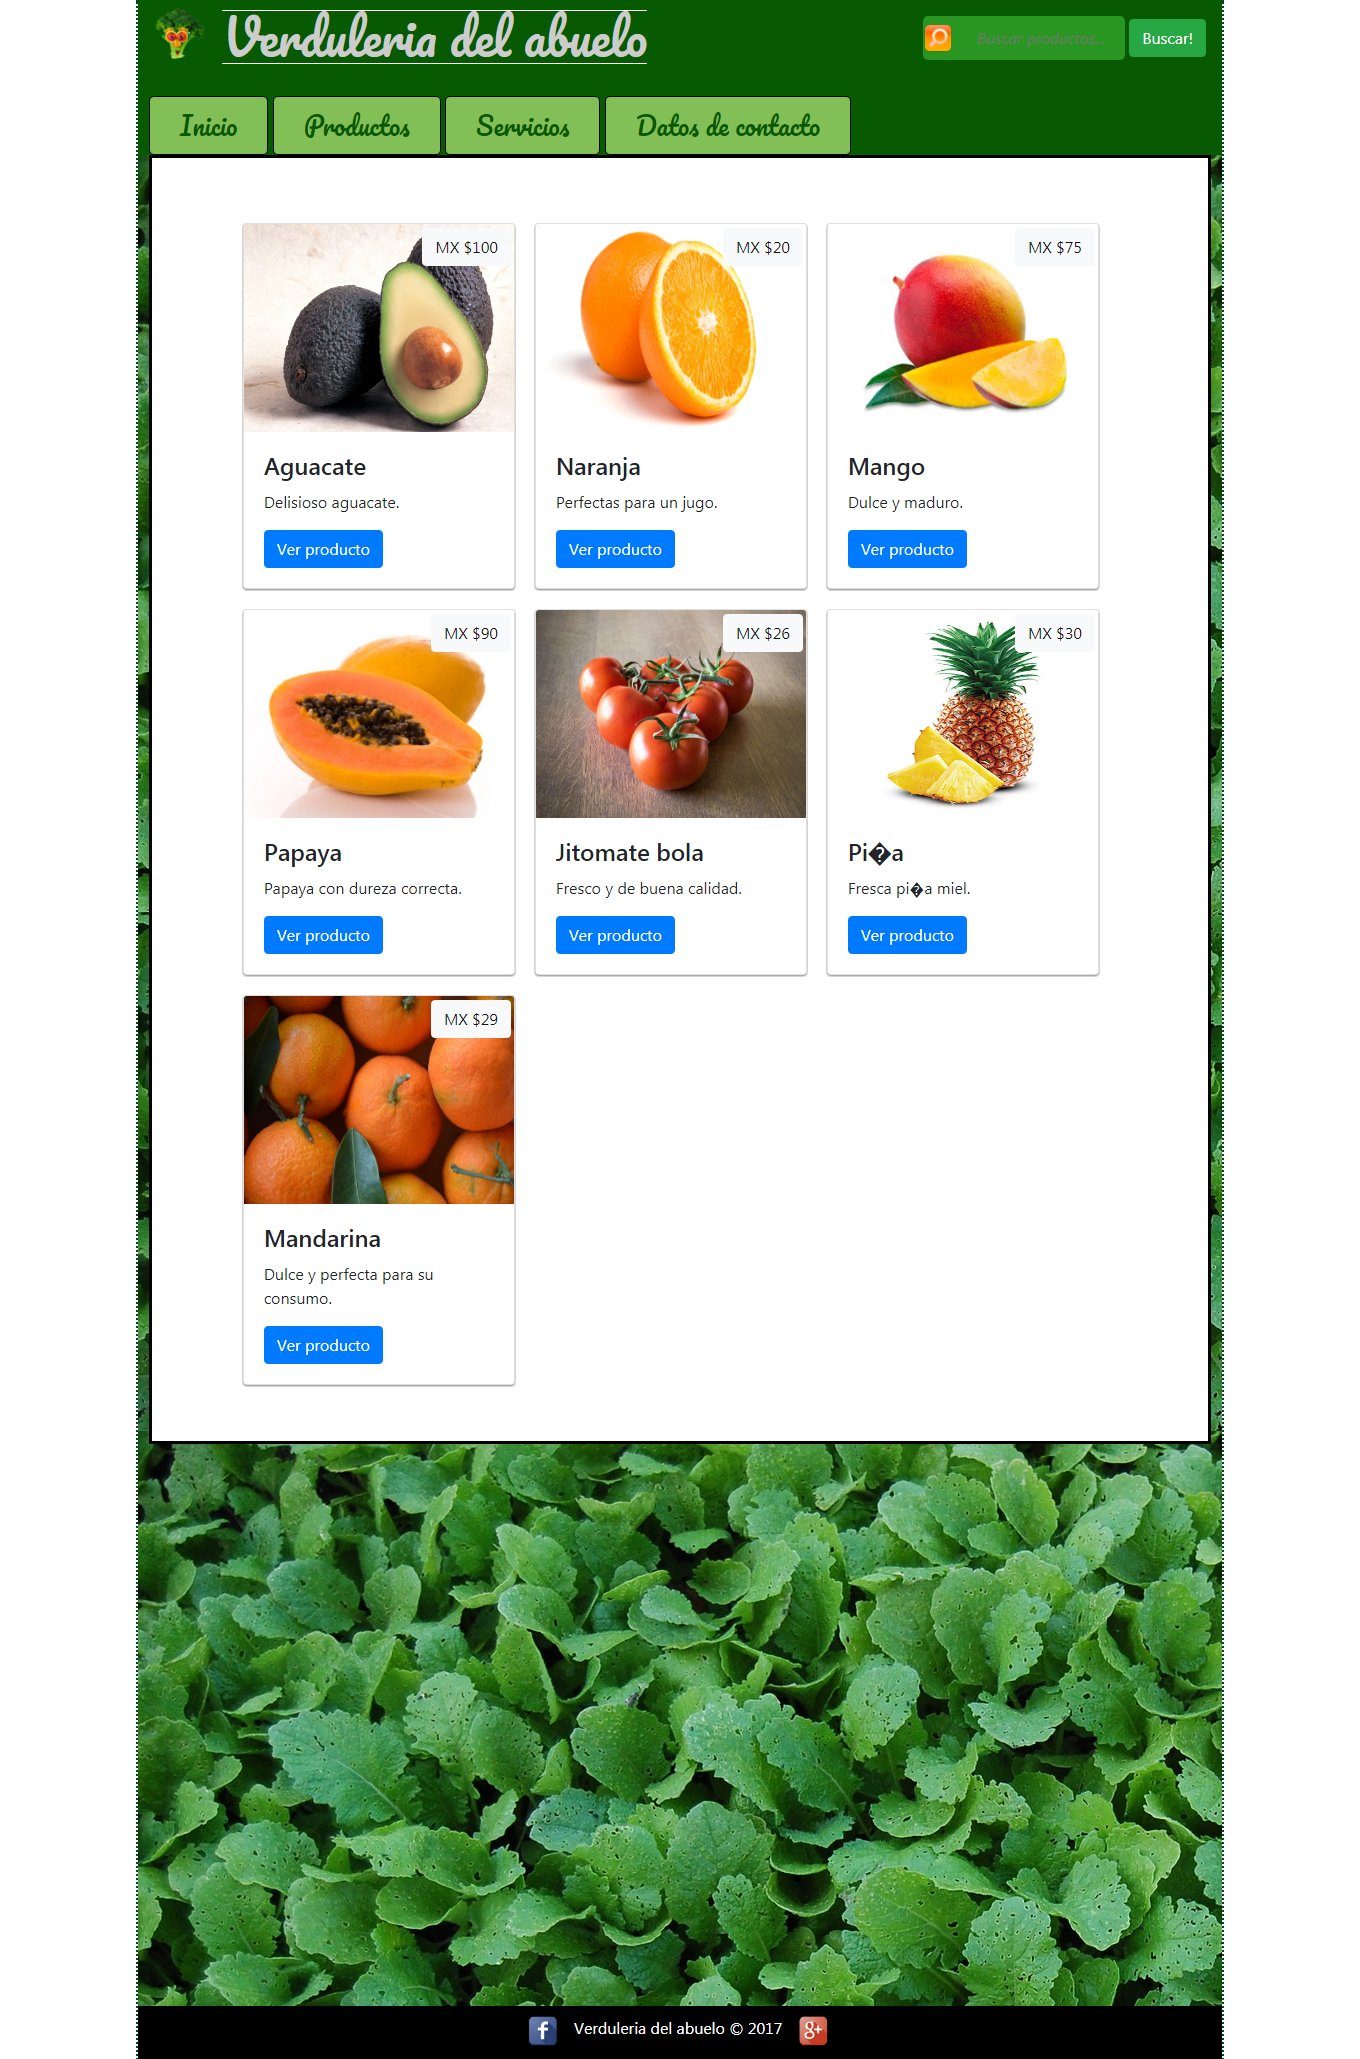 Verduleria del abuelo
Buscar productos...
Buscar!
Inicio
Productos
Servicios
Datos de contacto
MX $100
Aguacate
Delisioso aguacate.
Ver producto
MX $20
Naranja
Perfectas para un jugo.
Ver producto
MX $75
Mango
Dulce y maduro.
Ver producto
MX $90
Papaya
Papaya con dureza correcta.
Ver producto
MX $26
Jitomate bola
Fresco y de buena calidad.
Ver producto
MX $30
Pi�a
Fresca pi�a miel.
Ver producto
MX $29
Mandarina
Dulce y perfecta para su
consumo.
Ver producto
f
Verduleria del abuelo © 2017
g+